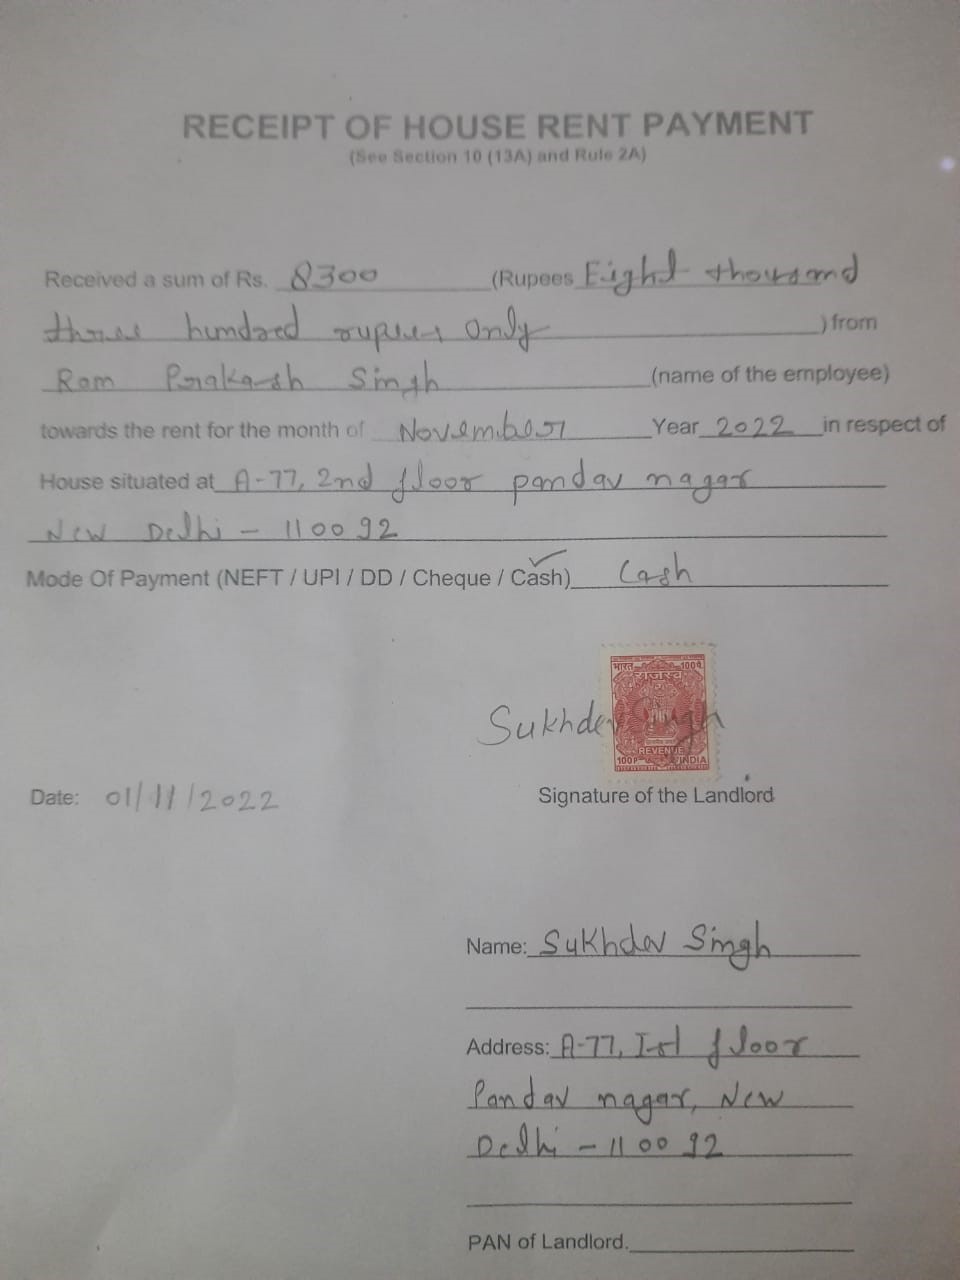 RECEIPT OF HOUSE RENT PAYMENT
(See Section 10 (13A) and Rule 2A)
Received a sum of Rs. 8300 (Rupees Eight thousand
three hundred rupees only ) from
Ram Prakash Singh (name of the employee)
towards the rent for the month of November Year 2022 in respect of
House situated at A-77, 2nd floor pandav nagar
New Delhi - 110092
Mode Of Payment (NEFT / UPI / DD / Cheque / Cash) Cash
भारत 100 प.
राजस्व
Sukhdev Singh
REVENUE
100 P INDIA
Date: 01/11/2022 Signature of the Landlord
Name: Sukhdev Singh
Address: A-77, Ist floor
Pandav nagar, New
Delhi - 110092
PAN of Landlord.